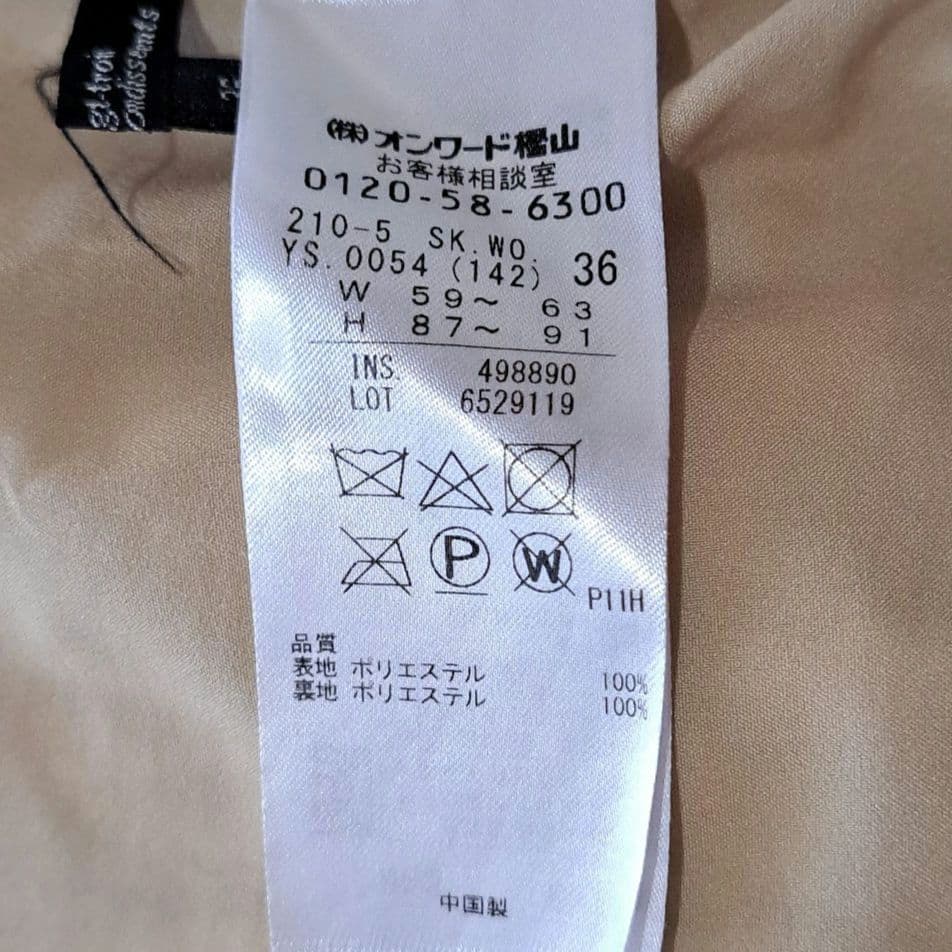 (株)オンワード樫山
お客様相談室
0120-58-6300
210-5 SK.WO.
YS.0054 (142) 36
W 59～ 63
H 87～ 91
INS. 498890
LOT 6529119
P
W
P11H
品質
表地 ポリエステル 100%
裏地 ポリエステル 100%
中国製